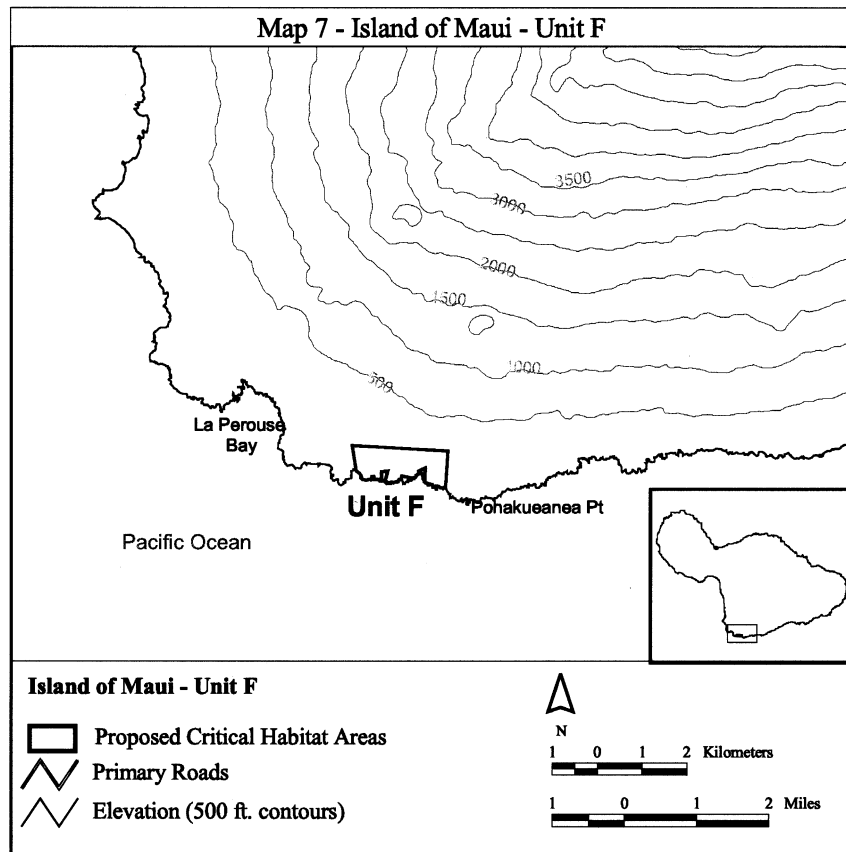 Map 7 - Island of Maui - Unit F
3500
3000
2000
1500
1000
500
La Perouse
Bay
Unit F
Pohakueanea Pt
Pacific Ocean
Island of Maui - Unit F
Proposed Critical Habitat Areas
Primary Roads
Elevation (500 ft. contours)
N
1 0 1 2 Kilometers
1 0 1 2 Miles